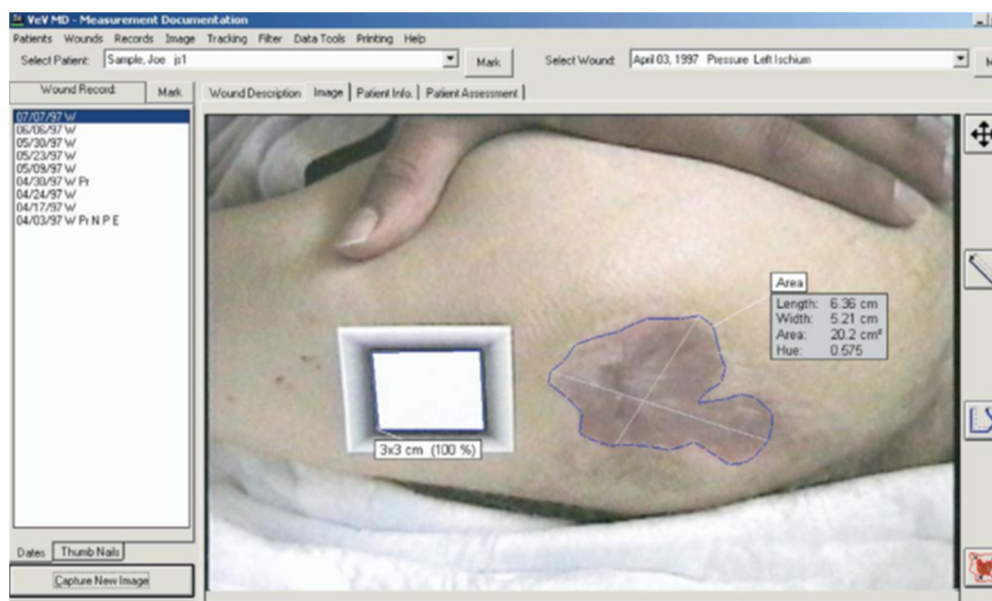 VeV MD - Measurement Documentation
Patients Wounds Records Image Tracking Filter Data Tools Printing Help
Select Patient: Sample, Joe js1 Mark Select Wound: April 03, 1997 Pressure Left Ischium
Wound Record: Mark Wound Description Image Patient Info. Patient Assessment
07/07/97 W
06/06/97 W
05/30/97 W
05/23/97 W
05/09/97 W
04/30/97 W Pr
04/24/97 W
04/17/97 W
04/03/97 W Pr N P E
Area
Length: 6.36 cm
Width: 5.21 cm
Area: 20.2 cm²
Hue: 0.575
3x3 cm (100 %)
Dates Thumb Nails
Capture New Image